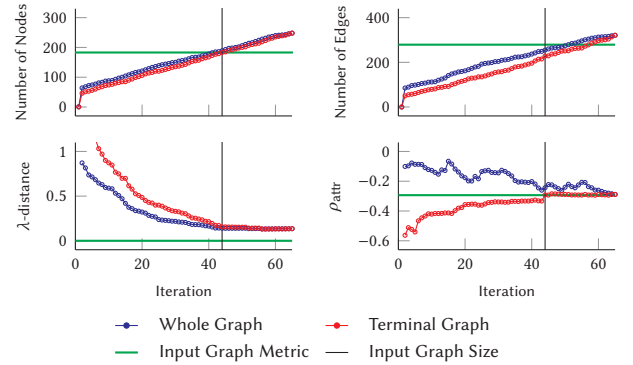 Number of Nodes
300
200
100
0
Number of Edges
400
200
0
λ-distance
1
0.5
0
0 20 40 60
Iteration
ρattr
0
−0.2
−0.4
−0.6
0 20 40 60
Iteration
Whole Graph Terminal Graph
Input Graph Metric Input Graph Size